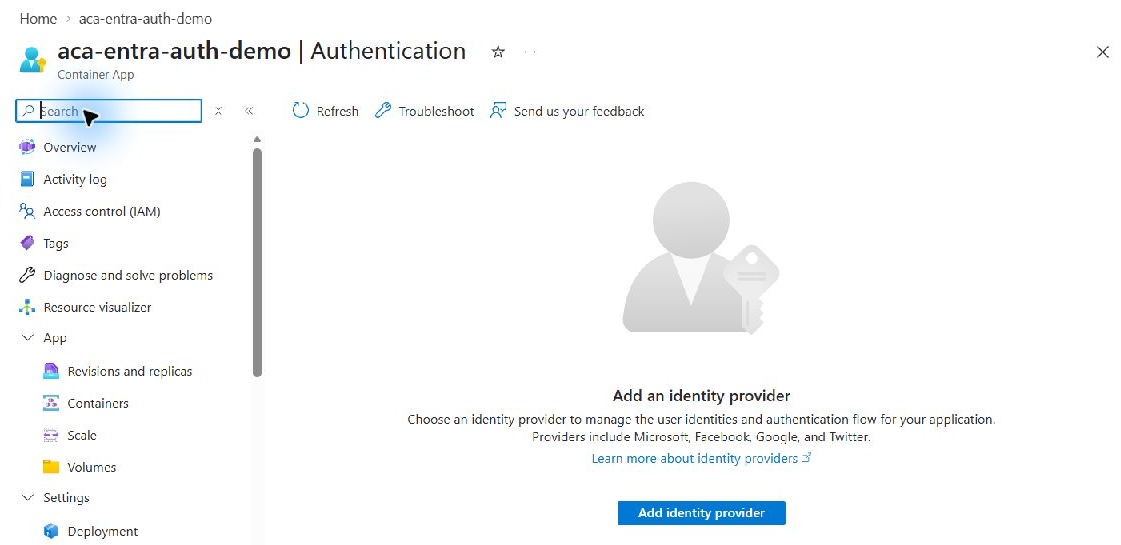 Home > aca-entra-auth-demo
aca-entra-auth-demo | Authentication
Container App
Search
Refresh
Troubleshoot
Send us your feedback
Overview
Activity log
Access control (IAM)
Tags
Diagnose and solve problems
Resource visualizer
App
Revisions and replicas
Containers
Scale
Volumes
Settings
Deployment
Add an identity provider
Choose an identity provider to manage the user identities and authentication flow for your application.
Providers include Microsoft, Facebook, Google, and Twitter.
Learn more about identity providers
Add identity provider